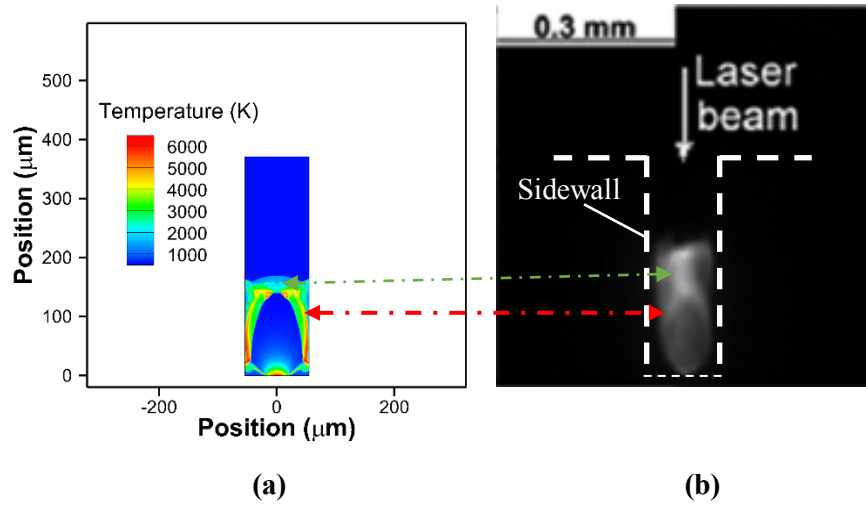 500
400
300
200
100
0
Position (μm)
Temperature (K)
6000
5000
4000
3000
2000
1000
-200
0
200
Position (μm)
(a)
0.3 mm
Laser
beam
Sidewall
(b)